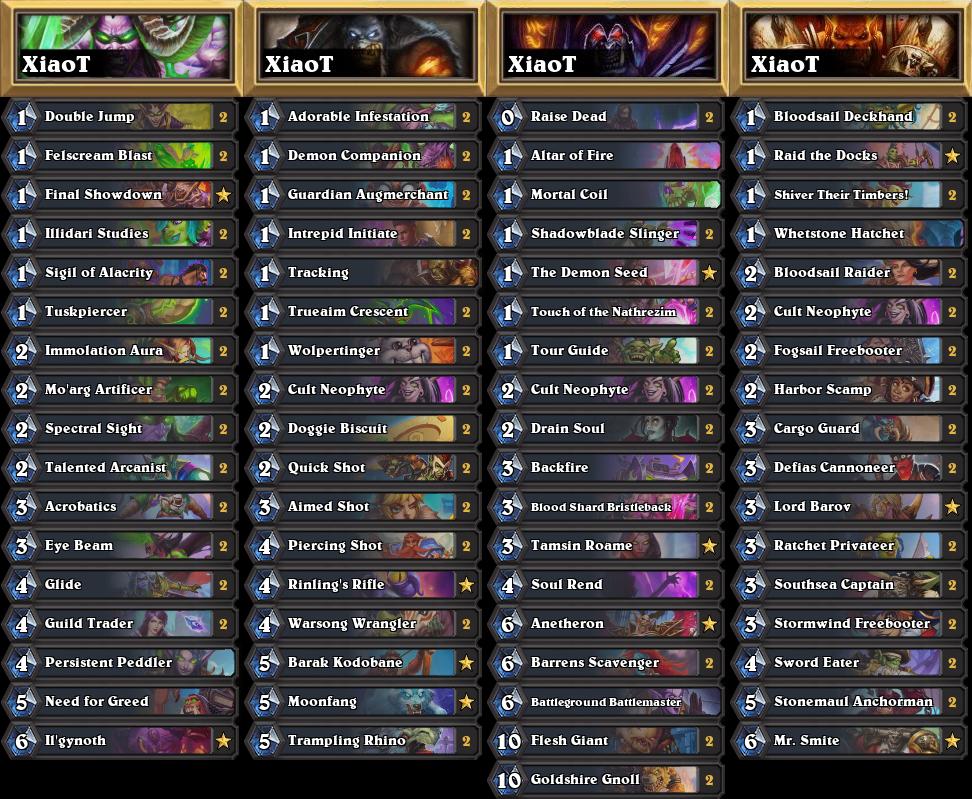 XiaoT
1 Double Jump 2
1 Felscream Blast 2
1 Final Showdown
1 Illidari Studies 2
1 Sigil of Alacrity 2
1 Tuskpiercer 2
2 Immolation Aura 2
2 Mo'arg Artificer 2
2 Spectral Sight 2
2 Talented Arcanist 2
3 Acrobatics 2
3 Eye Beam 2
4 Glide 2
4 Guild Trader 2
4 Persistent Peddler
5 Need for Greed
6 Il'gynoth
XiaoT
1 Adorable Infestation 2
1 Demon Companion 2
1 Guardian Augmerchant 2
1 Intrepid Initiate 2
1 Tracking
1 Trueaim Crescent 2
1 Wolpertinger 2
2 Cult Neophyte 2
2 Doggie Biscuit 2
2 Quick Shot 2
3 Aimed Shot 2
4 Piercing Shot 2
4 Rinling's Rifle
4 Warsong Wrangler 2
5 Barak Kodobane
5 Moonfang
5 Trampling Rhino 2
XiaoT
0 Raise Dead 2
1 Altar of Fire
1 Mortal Coil
1 Shadowblade Slinger 2
1 The Demon Seed
1 Touch of the Nathrezim 2
1 Tour Guide 2
2 Cult Neophyte 2
2 Drain Soul 2
3 Backfire 2
3 Blood Shard Bristleback 2
3 Tamsin Roame
4 Soul Rend 2
6 Anetheron
6 Barrens Scavenger 2
6 Battleground Battlemaster
10 Flesh Giant 2
10 Goldshire Gnoll 2
XiaoT
1 Bloodsail Deckhand 2
1 Raid the Docks
1 Shiver Their Timbers! 2
1 Whetstone Hatchet
2 Bloodsail Raider 2
2 Cult Neophyte 2
2 Fogsail Freebooter 2
2 Harbor Scamp 2
3 Cargo Guard 2
3 Defias Cannoneer 2
3 Lord Barov
3 Ratchet Privateer 2
3 Southsea Captain 2
3 Stormwind Freebooter 2
4 Sword Eater 2
5 Stonemaul Anchorman 2
6 Mr. Smite